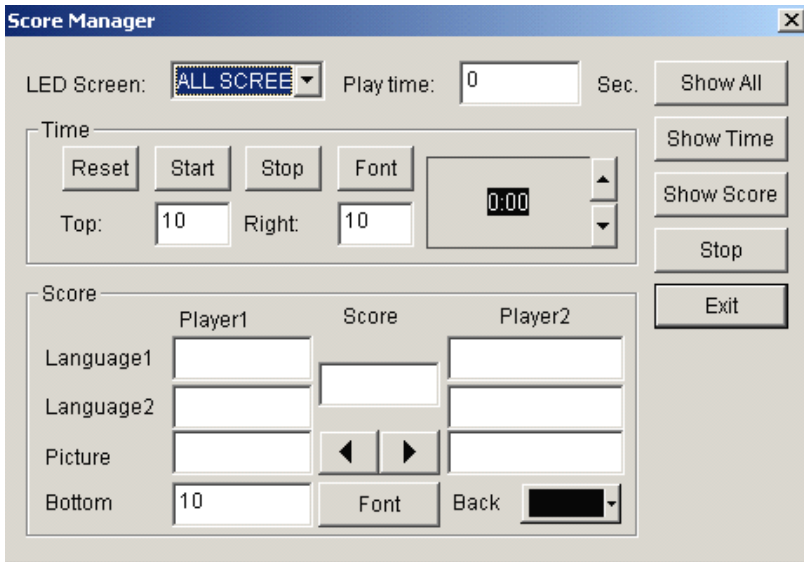 Score Manager
LED Screen: ALL SCREE Play time: 0 Sec. Show All
Time
Reset Start Stop Font 0:00 Show Time
Top: 10 Right: 10 Show Score
Stop
Score
Exit
Player1 Score Player2
Language1
Language2
Picture
Bottom 10 Font Back